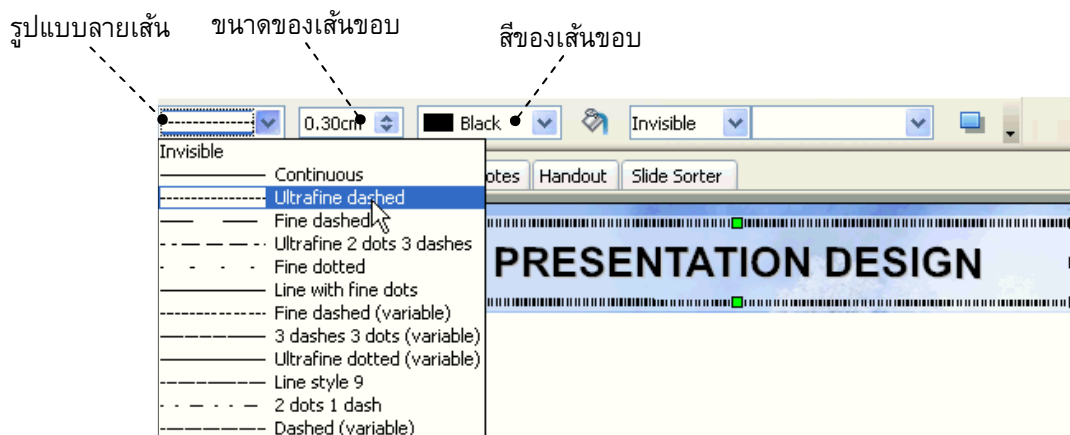 รูปแบบลายเส้น ขนาดของเส้นขอบ สีของเส้นขอบ
0.30cm Black Invisible
Invisible
Continuous
Ultrafine dashed
Fine dashed
Ultrafine 2 dots 3 dashes
Fine dotted
Line with fine dots
Fine dashed (variable)
3 dashes 3 dots (variable)
Ultrafine dotted (variable)
Line style 9
2 dots 1 dash
Dashed (variable)
otes Handout Slide Sorter
PRESENTATION DESIGN